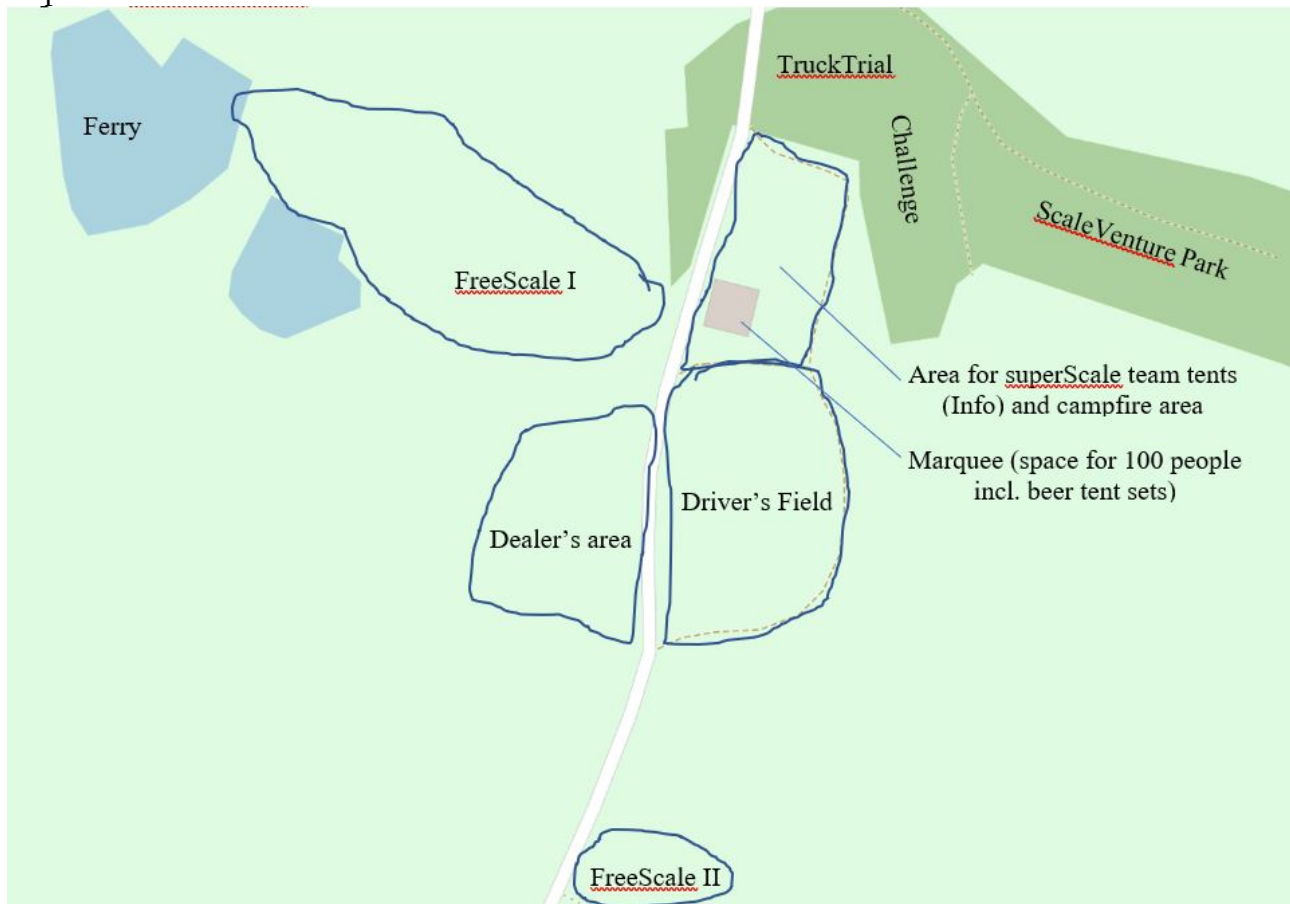 TruckTrial
Ferry
Challenge
ScaleVenture Park
FreeScale I
Area for superScale team tents
(Info) and campfire area
Marquee (space for 100 people
incl. beer tent sets)
Driver's Field
Dealer's area
FreeScale II